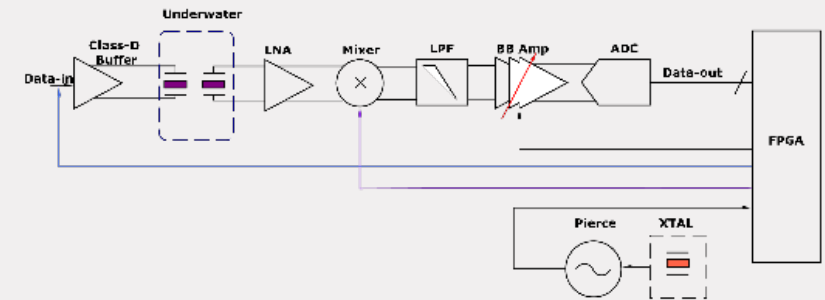 Underwater
Class-D
Buffer
LNA
Mixer
LPF
BB Amp
ADC
Data-in
Data-out
FPGA
Pierce
XTAL